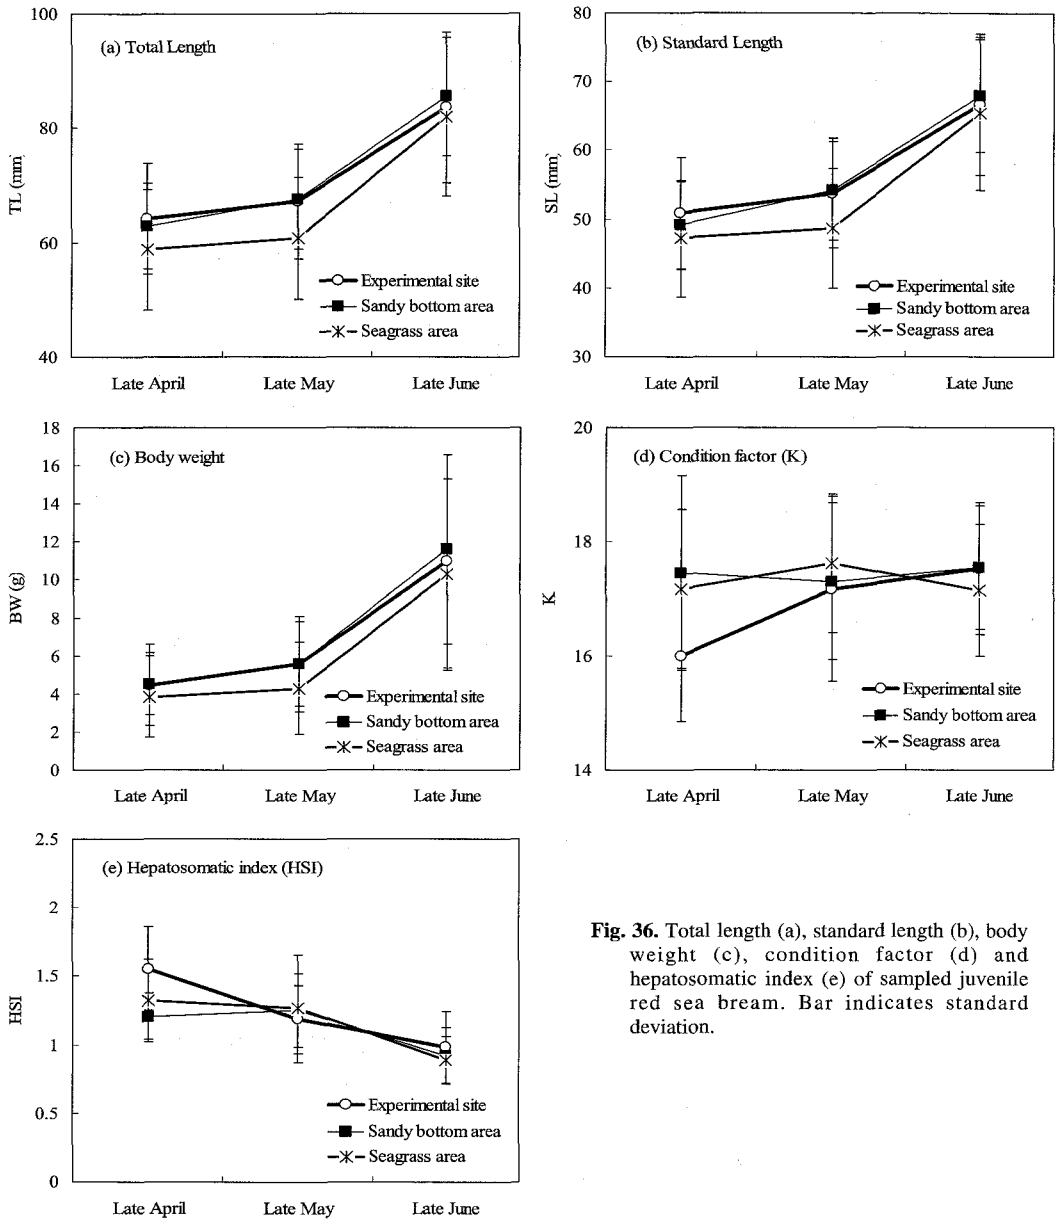 (a) Total Length
TL (mm)
100
80
60
40
Experimental site
Sandy bottom area
Seagrass area
Late April Late May Late June
(b) Standard Length
SL (mm)
80
70
60
50
40
30
Experimental site
Sandy bottom area
Seagrass area
Late April Late May Late June
(c) Body weight
BW (g)
18
16
14
12
10
8
6
4
2
0
Experimental site
Sandy bottom area
Seagrass area
Late April Late May Late June
(d) Condition factor (K)
K
20
18
16
14
Experimental site
Sandy bottom area
Seagrass area
Late April Late May Late June
(e) Hepatosomatic index (HSI)
HSI
2.5
2
1.5
1
0.5
0
Experimental site
Sandy bottom area
Seagrass area
Late April Late May Late June
Fig. 36. Total length (a), standard length (b), body
weight (c), condition factor (d) and
hepatosomatic index (e) of sampled juvenile
red sea bream. Bar indicates standard
deviation.